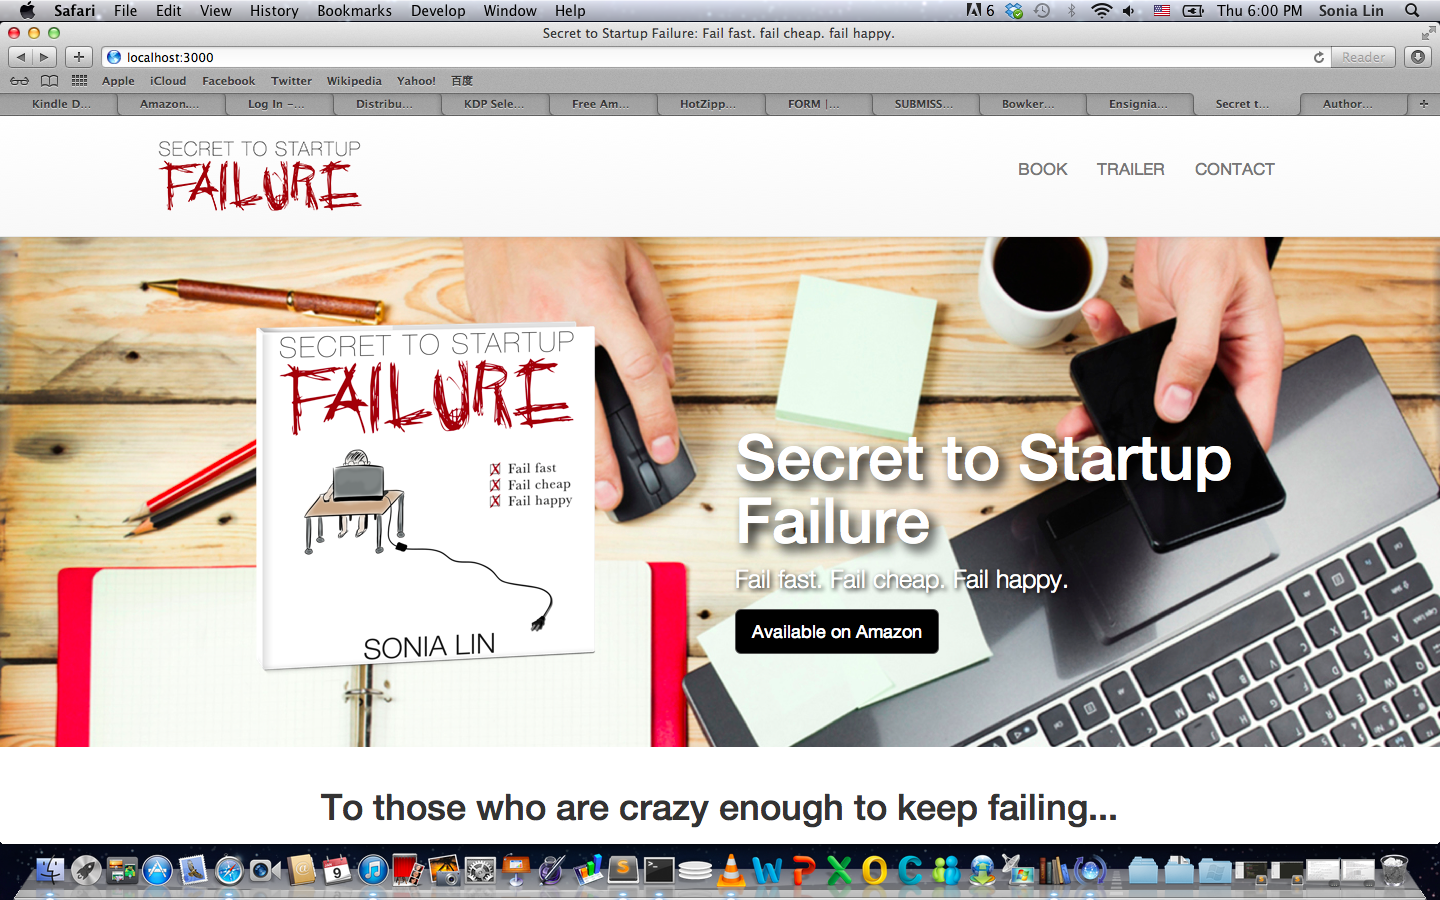 Safari File Edit View History Bookmarks Develop Window Help 6 Thu 6:00 PM Sonia Lin
Secret to Startup Failure: Fail fast. fail cheap. fail happy.
localhost:3000 Reader
Apple iCloud Facebook Twitter Wikipedia Yahoo! 百度
Kindle D... Amazon.... Log In –... Distribu... KDP Sele... Free Am... HotZipp... FORM |... SUBMISS... Bowker... Ensignia... Secret t... Author...
SECRET TO STARTUP
FAILURE
BOOK TRAILER CONTACT
SECRET TO STARTUP
FAILURE
Fail fast
Fail cheap
Fail happy
SONIA LIN
Secret to Startup
Failure
Fail fast. Fail cheap. Fail happy.
Available on Amazon
To those who are crazy enough to keep failing...